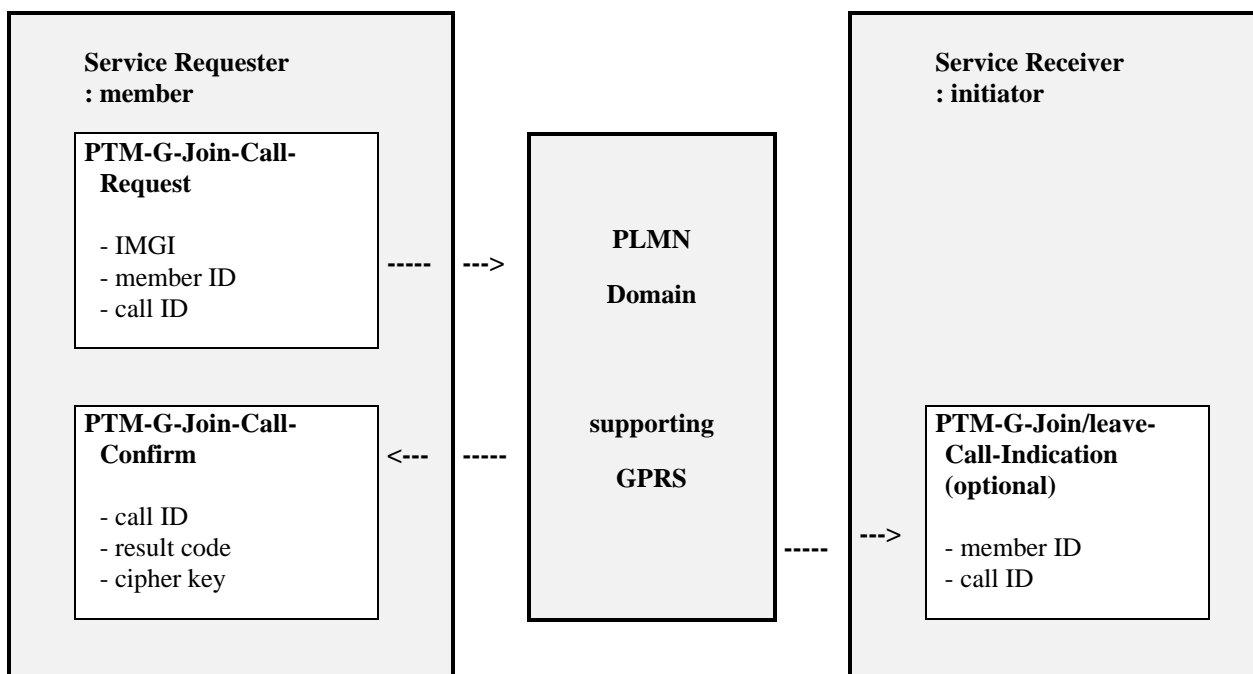 Service Requester
: member
PTM-G-Join-Call-
Request
- IMGI
- member ID
- call ID
----- --->
PTM-G-Join-Call-
Confirm
- call ID
- result code
- cipher key
<--- -----
PLMN
Domain
supporting
GPRS
----- --->
Service Receiver
: initiator
PTM-G-Join/leave-
Call-Indication
(optional)
- member ID
- call ID